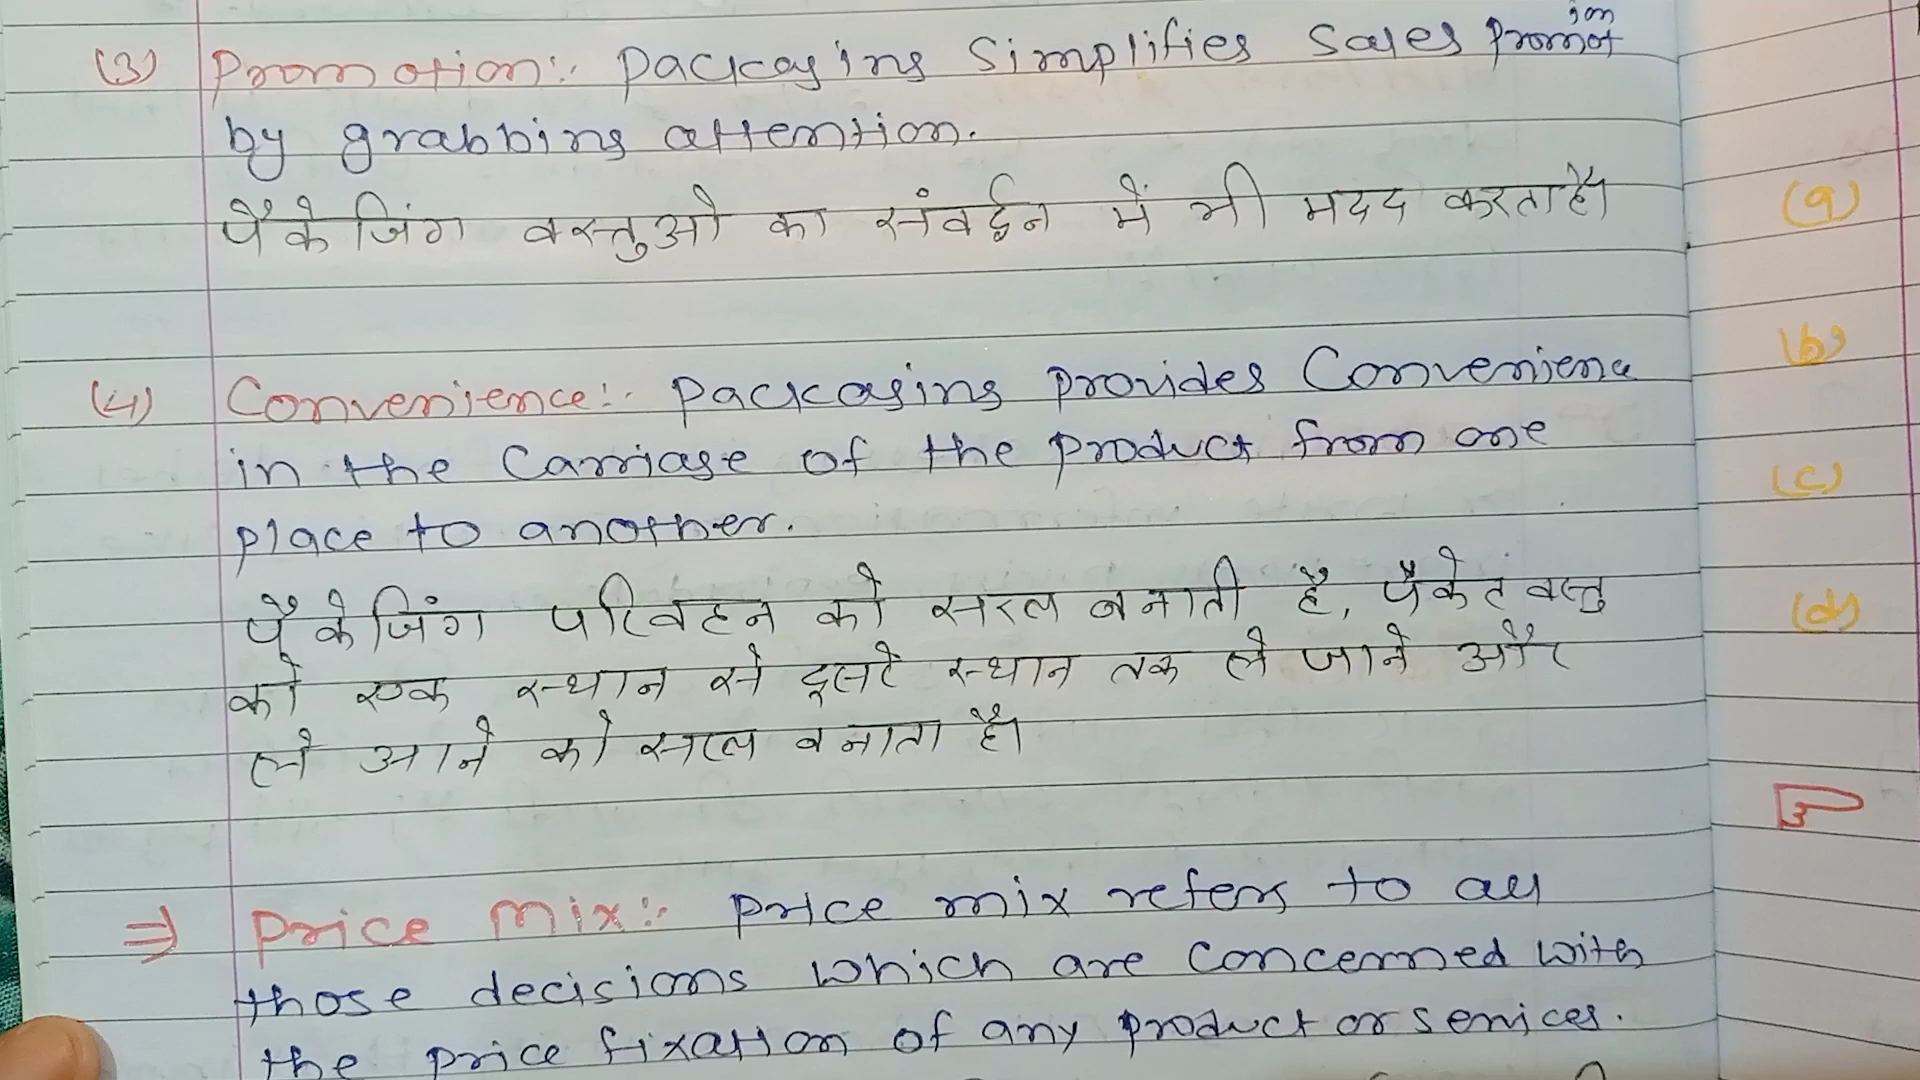 (3) Promotion:- Packaging Simplifies Sales Promotion
by grabbing attention.
पैकेजिंग वस्तुओ का संवर्द्धन में भी मदद करता है।
(4) Convenience:- Packaging provides Convenienc
in the Carriage of the product from one
place to another.
पैकेजिंग परिवहन को सरल बनाती है, पैकेट वस्तु
को एक स्थान से दूसरे स्थान तक ले जाने और
ले आने को सरल बनाता है।
⇒ Price Mix:- Price mix refers to all
those decisions which are concerned with
the price fixation of any product or services.
(a)
(b)
(c)
(d)